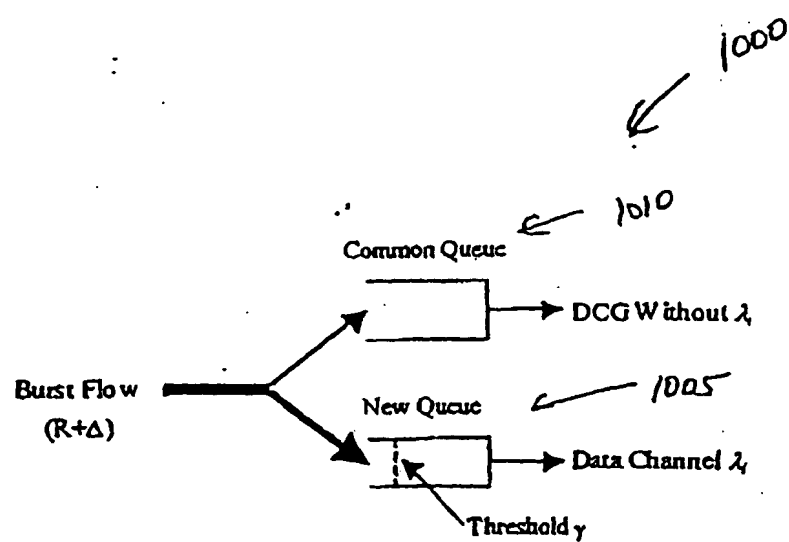 1000
1010
Common Queue
DCG Without λᵢ
Burst Flow
(R+Δ)
New Queue
1005
Data Channel λᵢ
Threshold γ